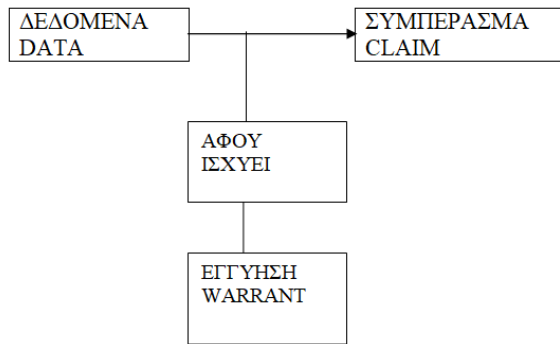 ΔΕΔΟΜΕΝΑ
DATA
ΣΥΜΠΕΡΑΣΜΑ
CLAIM
ΑΦΟΥ
ΙΣΧΥΕΙ
ΕΓΓΥΗΣΗ
WARRANT